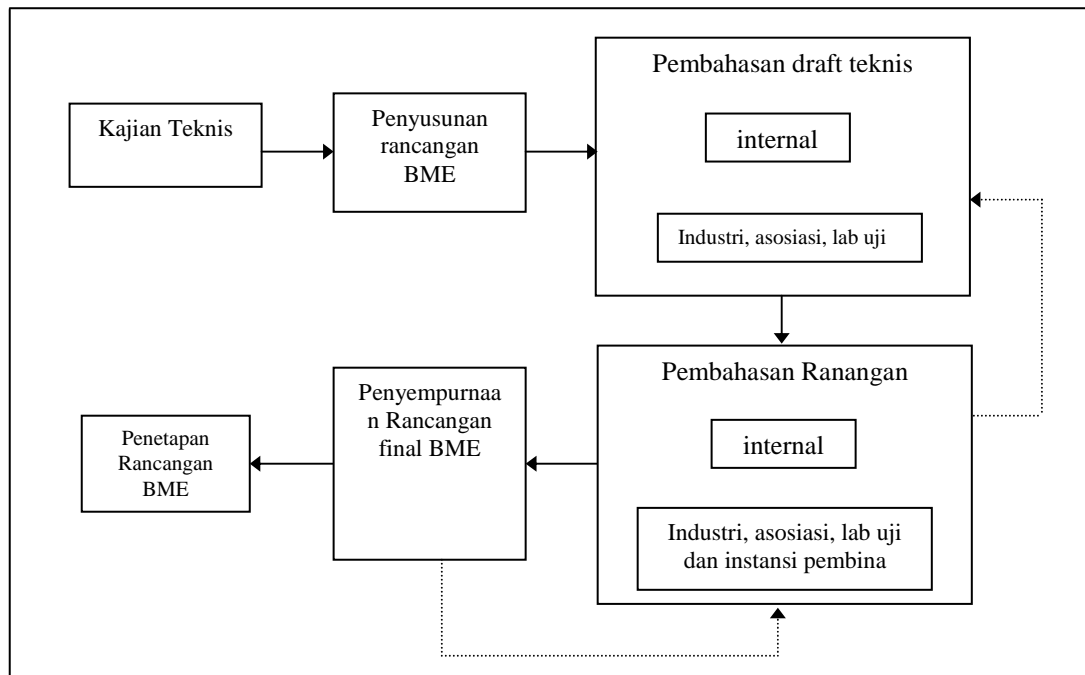 Kajian Teknis
Penyusunan
rancangan
BME
Pembahasan draft teknis
internal
Industri, asosiasi, lab uji
Pembahasan Ranangan
internal
Industri, asosiasi, lab uji
dan instansi pembina
Penyempurnaa
n Rancangan
final BME
Penetapan
Rancangan
BME